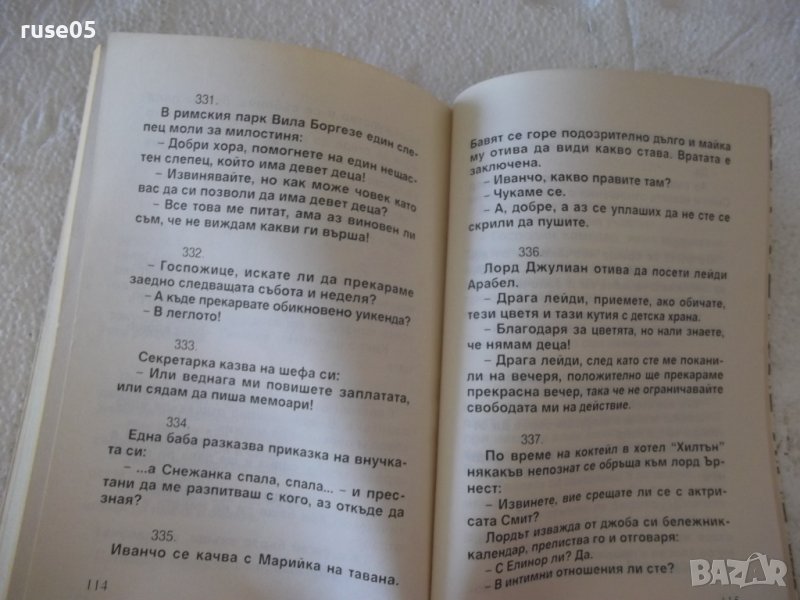 ruse05
331.
В римския парк Вила Боргезе един сле-
пец моли за милостиня:
– Добри хора, помогнете на един нещас-
тен слепец, който има девет деца!
– Извинявайте, но как може човек като
вас да си позволи да има девет деца?
– Все това ме питат, ама аз виновен ли
съм, че не виждам какви ги върша!
332.
– Госпожице, искате ли да прекараме
заедно следващата събота и неделя?
– А къде прекарвате обикновено уикенда?
– В леглото!
333.
Секретарка казва на шефа си:
– Или веднага ми повишете заплатата,
или сядам да пиша мемоари!
334.
Една баба разказва приказка на внучк-
ата си:
– ...а Снежанка спала, спала... – и прес-
тани да ме разпитваш с кого, аз откъде да
зная?
335.
Иванчо се качва с Марийка на тавана.
114
Бавят се горе подозрително дълго и майка
му отива да види какво става. Вратата е
заключена.
– Иванчо, какво правите там?
– Чукаме се.
– А, добре, а аз се уплаших да не сте се
скрили да пушите.
336.
Лорд Джулиан отива да посети лейди
Арабел.
– Драга лейди, приемете, ако обичате,
тези цветя и тази кутия с детска храна.
– Благодаря за цветята, но нали знаете,
че нямам деца!
– Драга лейди, след като сте ме покани-
ли на вечеря, положително ще прекараме
прекрасна вечер, така че не ограничавайте
свободата ми на действие.
337.
По време на коктейл в хотел "Хилтън"
някакъв непознат се обръща към лорд Ър-
нест:
– Извинете, вие срещате ли се с актри-
сата Смит?
Лордът изважда от джоба си бележник-
календар, прелиства го и отговаря:
– С Елинор ли? Да.
– В интимни отношения ли сте?
115
BAZAR